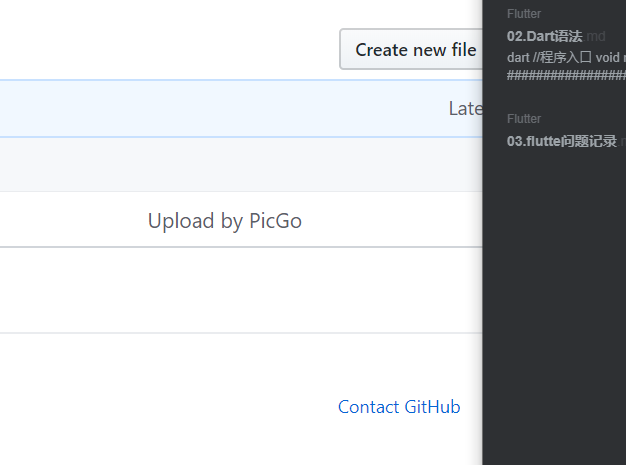 Create new file
Late
Upload by PicGo
Contact GitHub
Flutter
02.Dart语法 md
dart //程序入口 void
################
Flutter
03.flutte问题记录